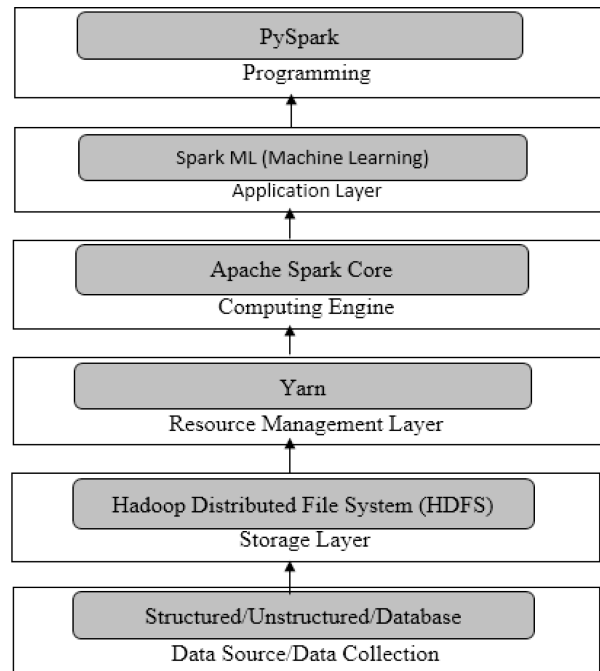 PySpark
Programming
Spark ML (Machine Learning)
Application Layer
Apache Spark Core
Computing Engine
Yarn
Resource Management Layer
Hadoop Distributed File System (HDFS)
Storage Layer
Structured/Unstructured/Database
Data Source/Data Collection